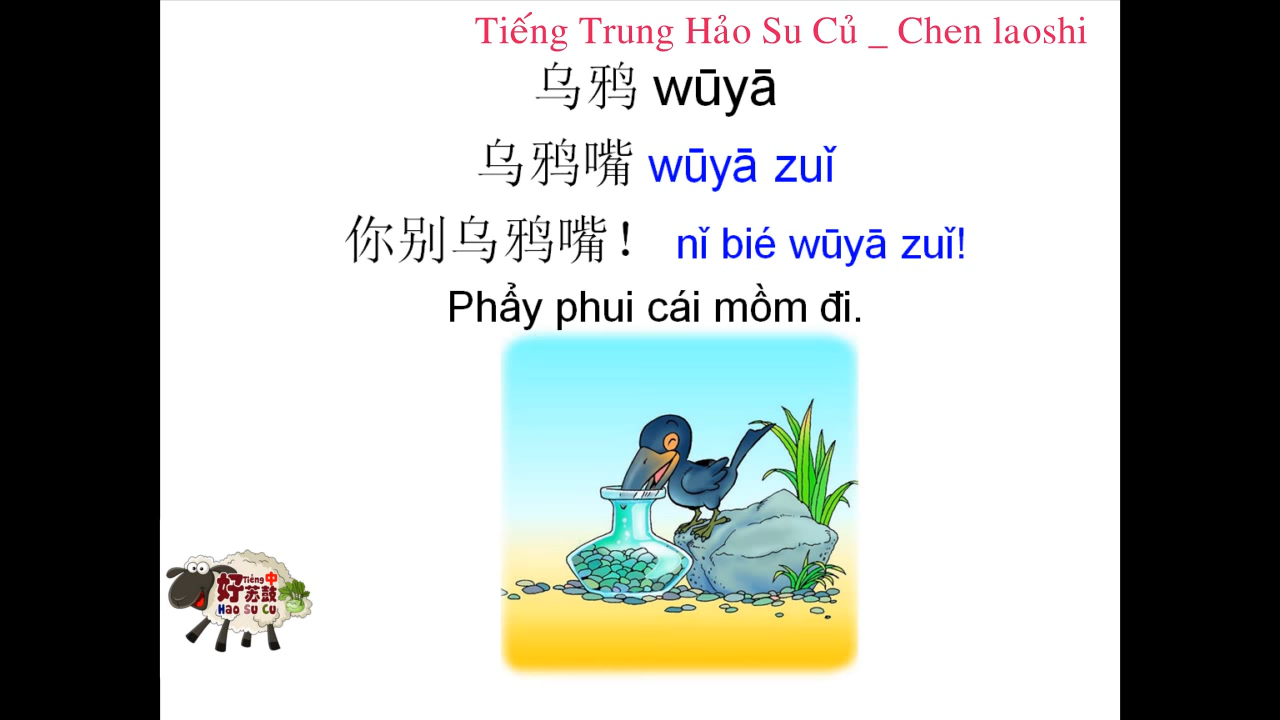 Tiếng Trung Hảo Su Củ _ Chen laoshi
乌鸦 wūyā
乌鸦嘴 wūyā zuǐ
你别乌鸦嘴! nǐ bié wūyā zuǐ!
Phẩy phui cái mồm đi.
好 Tiếng 中
苏鼓
Hao Su Cu